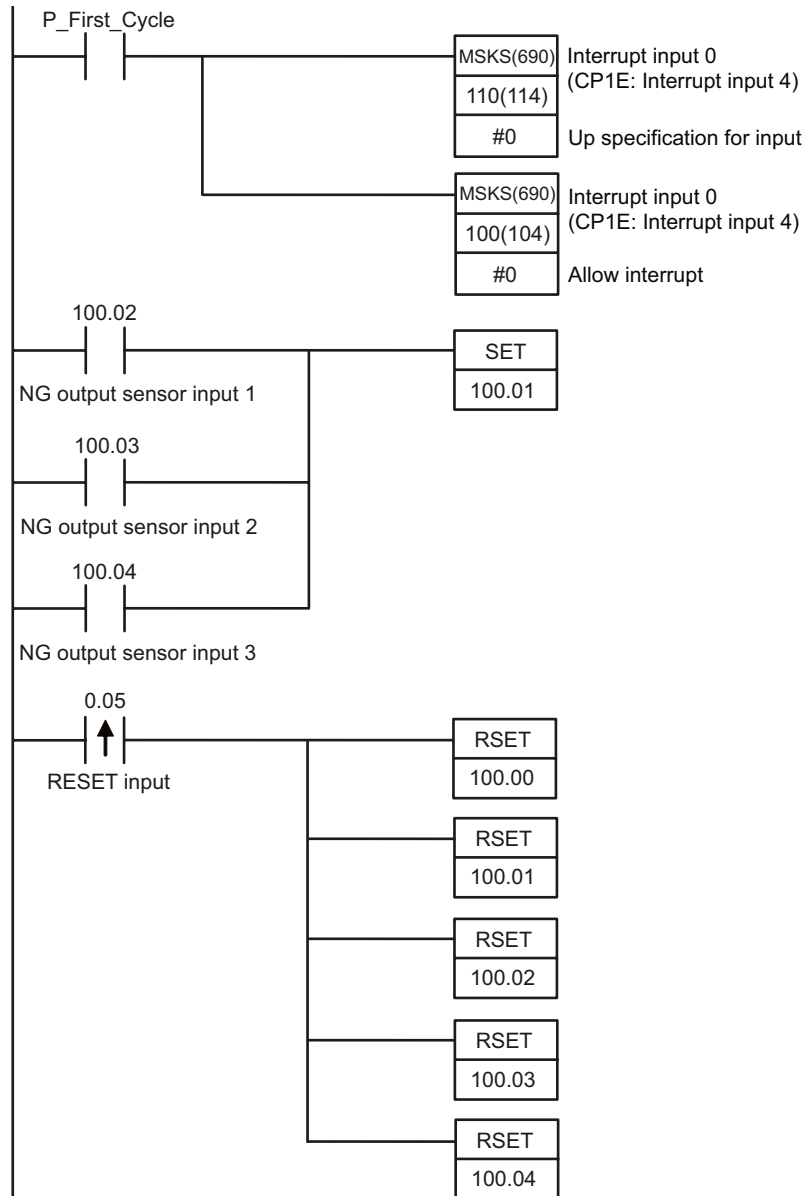 P_First_Cycle
MSKS(690)
Interrupt input 0
(CP1E: Interrupt input 4)
110(114)
#0
Up specification for input
MSKS(690)
Interrupt input 0
(CP1E: Interrupt input 4)
100(104)
#0
Allow interrupt
100.02
SET
100.01
NG output sensor input 1
100.03
NG output sensor input 2
100.04
NG output sensor input 3
0.05
RESET input
RSET
100.00
RSET
100.01
RSET
100.02
RSET
100.03
RSET
100.04